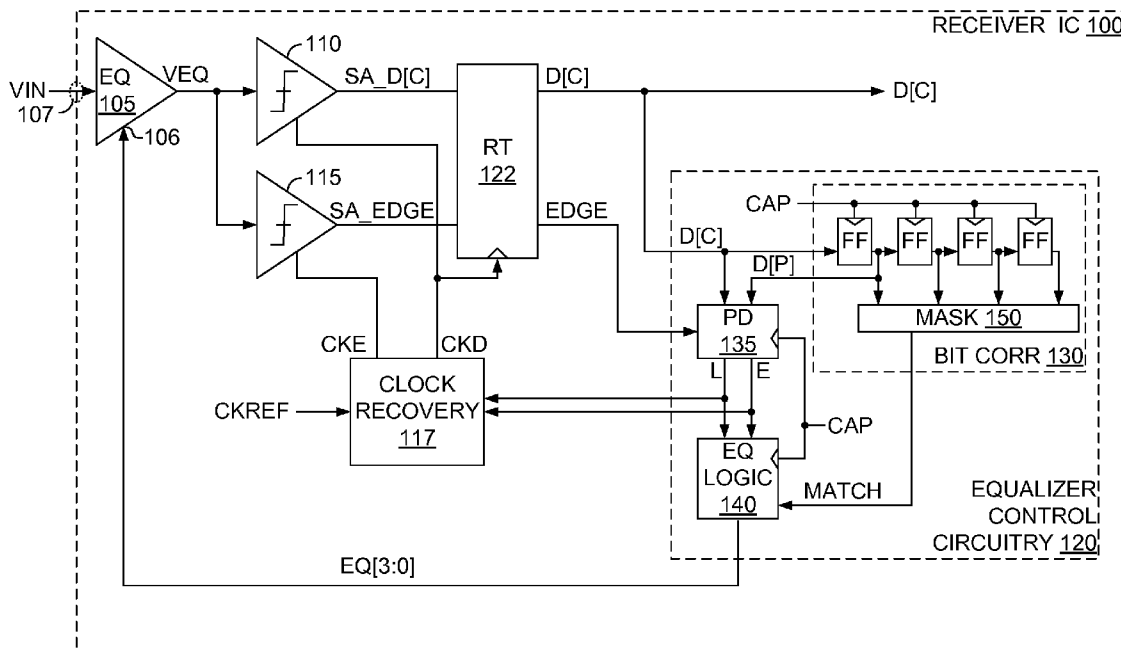 RECEIVER IC 100
110
EQ
105
VEQ
SA_D[C]
D[C]
D[C]
VIN
107
106
RT
122
115
SA_EDGE
EDGE
CAP
FF
FF
FF
FF
D[C]
D[P]
PD
135
MASK 150
BIT CORR 130
CKE
CKD
L
E
CLOCK
RECOVERY
117
CKREF
CAP
EQ
LOGIC
140
MATCH
EQUALIZER
CONTROL
CIRCUITRY 120
EQ[3:0]